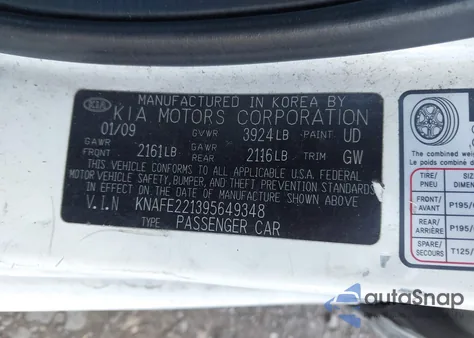 MANUFACTURED IN KOREA BY
KIA
KIA MOTORS CORPORATION
01/09 GVWR 3924LB PAINT UD
GAWR FRONT 2161LB GAWR REAR 2116LB TRIM GW
THIS VEHICLE CONFORMS TO ALL APPLICABLE U.S.A. FEDERAL
MOTOR VEHICLE SAFETY, BUMPER, AND THEFT PREVENTION STANDARDS
IN EFFECT ON THE DATE OF MANUFACTURE SHOWN ABOVE
V.I.N KNAFE221395649348
TYPE: PASSENGER CAR
The combined
Le poids combiné
TIRE/
PNEU
DIMEN
FRONT/
AVANT P195/
REAR/
ARRIÈRE P195/
SPARE/
SECOURS T125/
autoSnap